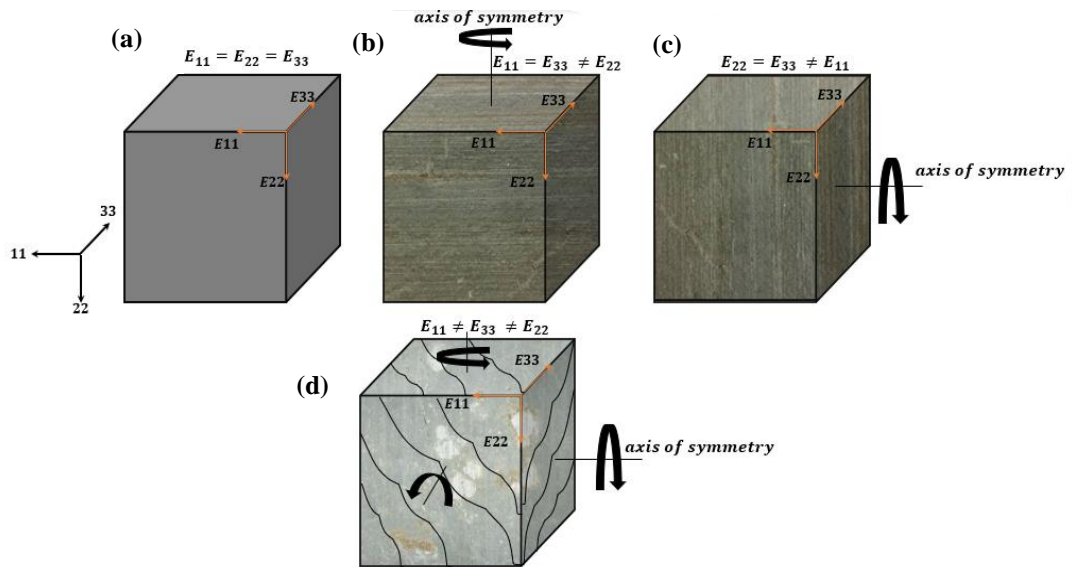 (a)
E₁₁ = E₂₂ = E₃₃
E33
E11
E22
33
11
22
(b)
axis of symmetry
E₁₁ = E₃₃ ≠ E₂₂
E33
E11
E22
(c)
E₂₂ = E₃₃ ≠ E₁₁
E33
E11
E22
axis of symmetry
(d)
E₁₁ ≠ E₃₃ ≠ E₂₂
E33
E11
E22
axis of symmetry